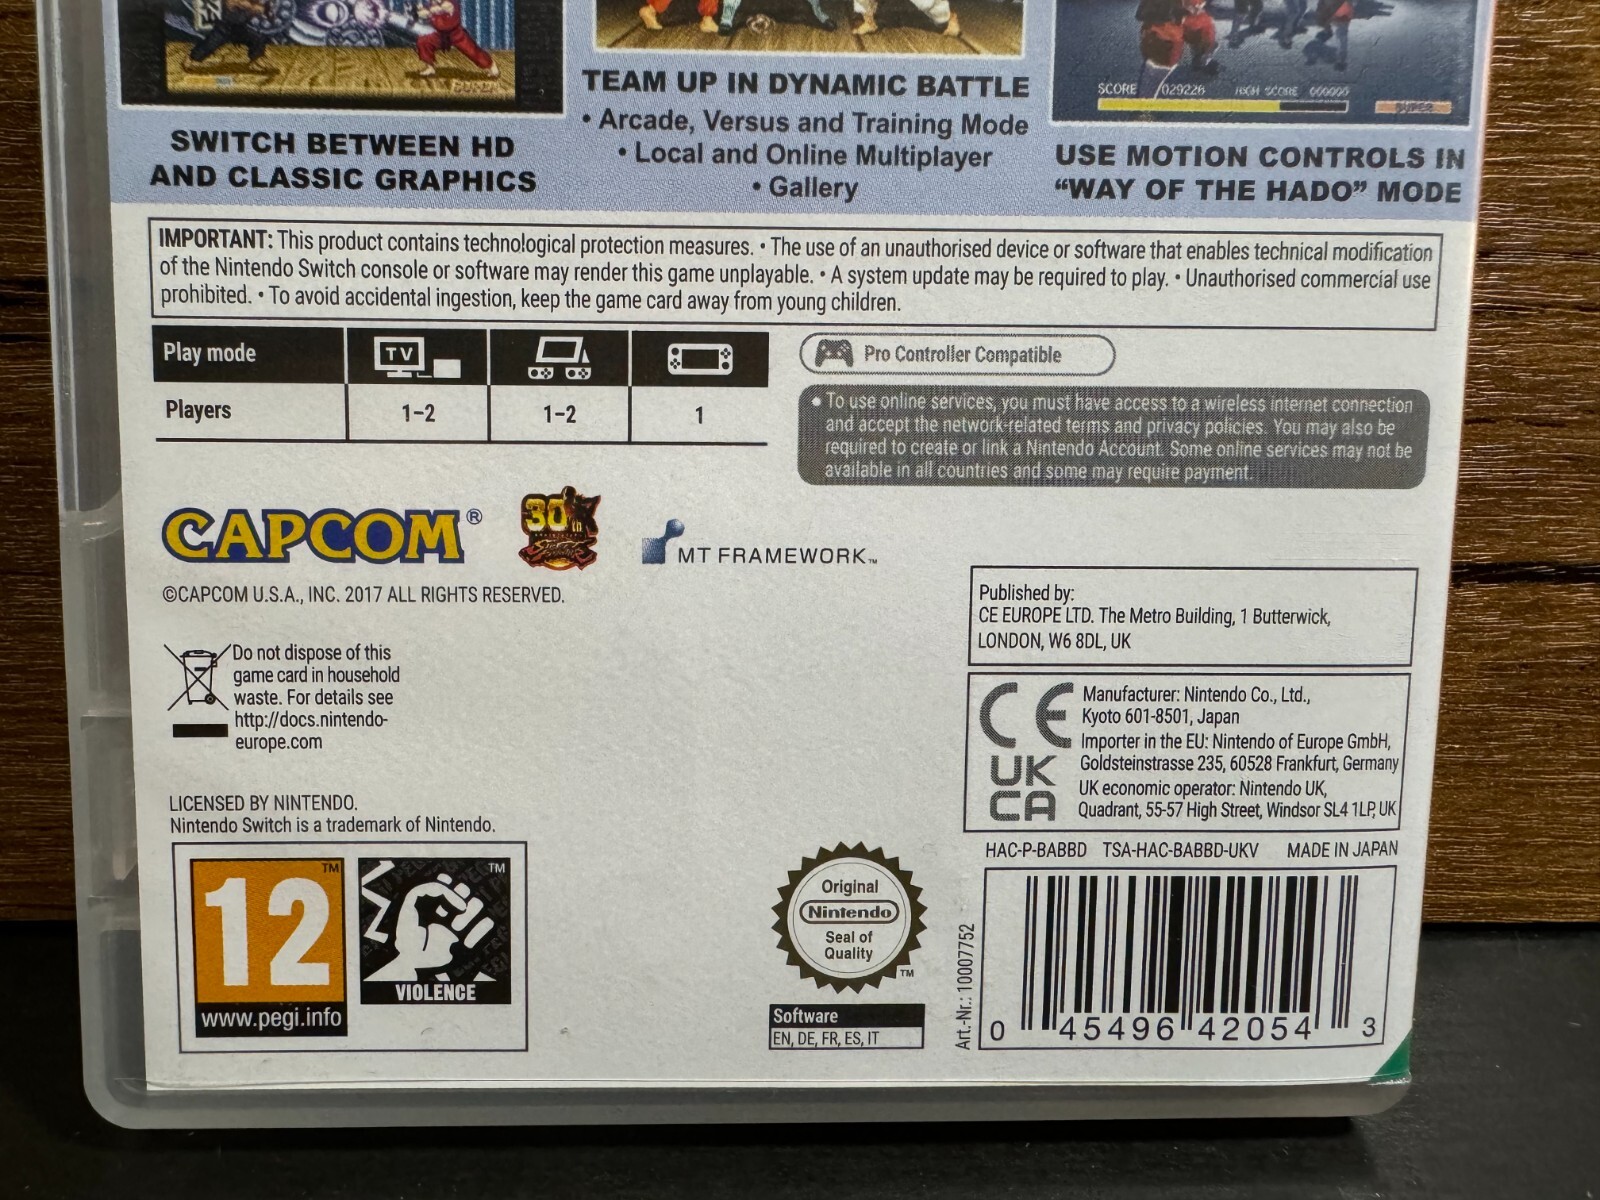 SCORE 029226 HIGH SCORE 000000
SUPER
SWITCH BETWEEN HD
AND CLASSIC GRAPHICS
TEAM UP IN DYNAMIC BATTLE
• Arcade, Versus and Training Mode
• Local and Online Multiplayer
• Gallery
USE MOTION CONTROLS IN
“WAY OF THE HADO” MODE
IMPORTANT: This product contains technological protection measures. • The use of an unauthorised device or software that enables technical modification
of the Nintendo Switch console or software may render this game unplayable. • A system update may be required to play. • Unauthorised commercial use
prohibited. • To avoid accidental ingestion, keep the game card away from young children.
Play mode TV
Players 1-2 1-2 1
Pro Controller Compatible
• To use online services, you must have access to a wireless internet connection
and accept the network-related terms and privacy policies. You may also be
required to create or link a Nintendo Account. Some online services may not be
available in all countries and some may require payment.
CAPCOM®
30th
MT FRAMEWORK™
©CAPCOM U.S.A., INC. 2017 ALL RIGHTS RESERVED.
Published by:
CE EUROPE LTD. The Metro Building, 1 Butterwick,
LONDON, W6 8DL, UK
Do not dispose of this
game card in household
waste. For details see
http://docs.nintendo-
europe.com
CE
UK
CA
Manufacturer: Nintendo Co., Ltd.,
Kyoto 601-8501, Japan
Importer in the EU: Nintendo of Europe GmbH,
Goldsteinstrasse 235, 60528 Frankfurt, Germany
UK economic operator: Nintendo UK,
Quadrant, 55-57 High Street, Windsor SL4 1LP, UK
LICENSED BY NINTENDO.
Nintendo Switch is a trademark of Nintendo.
12™
www.pegi.info
™
VIOLENCE
Original
Nintendo
Seal of
Quality
™
Software
EN, DE, FR, ES, IT
HAC-P-BABBD TSA-HAC-BABBD-UKV MADE IN JAPAN
Art.-Nr.: 10007752
0 45496 42054 3